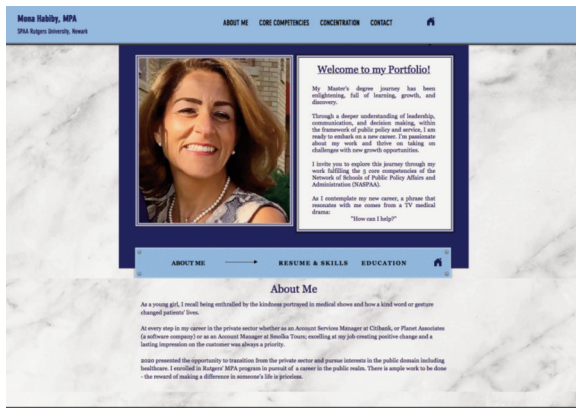 Mona Habiby, MPA
SPAA Rutgers University, Newark
ABOUT ME CORE COMPETENCIES CONCENTRATION CONTACT
Welcome to my Portfolio!
My Master's degree journey has been
enlightening, full of learning, growth, and
discovery.
Through a deeper understanding of leadership,
communication, and decision making, within
the framework of public policy and service, I am
ready to embark on a new career. I'm passionate
about my work and thrive on taking on
challenges with new growth opportunities.
I invite you to explore this journey through my
work fulfilling the 5 core competencies of the
Network of Schools of Public Policy Affairs and
Administration (NASPAA).
As I contemplate my new career, a phrase that
resonates with me comes from a TV medical
drama:
"How can I help?"
ABOUT ME RESUME & SKILLS EDUCATION
About Me
As a young girl, I recall being enthralled by the kindness portrayed in medical shows and how a kind word or gesture
changed patients' lives.
At every step in my career in the private sector whether as an Account Services Manager at Citibank, or Planet Associates
(a software company) or as an Account Manager at Smolka Tours; excelling at my job creating positive change and a
lasting impression on the customer was always a priority.
2020 presented the opportunity to transition from the private sector and pursue interests in the public domain including
healthcare. I enrolled in Rutgers' MPA program in pursuit of a career in the public realm. There is ample work to be done
- the reward of making a difference in someone's life is priceless.